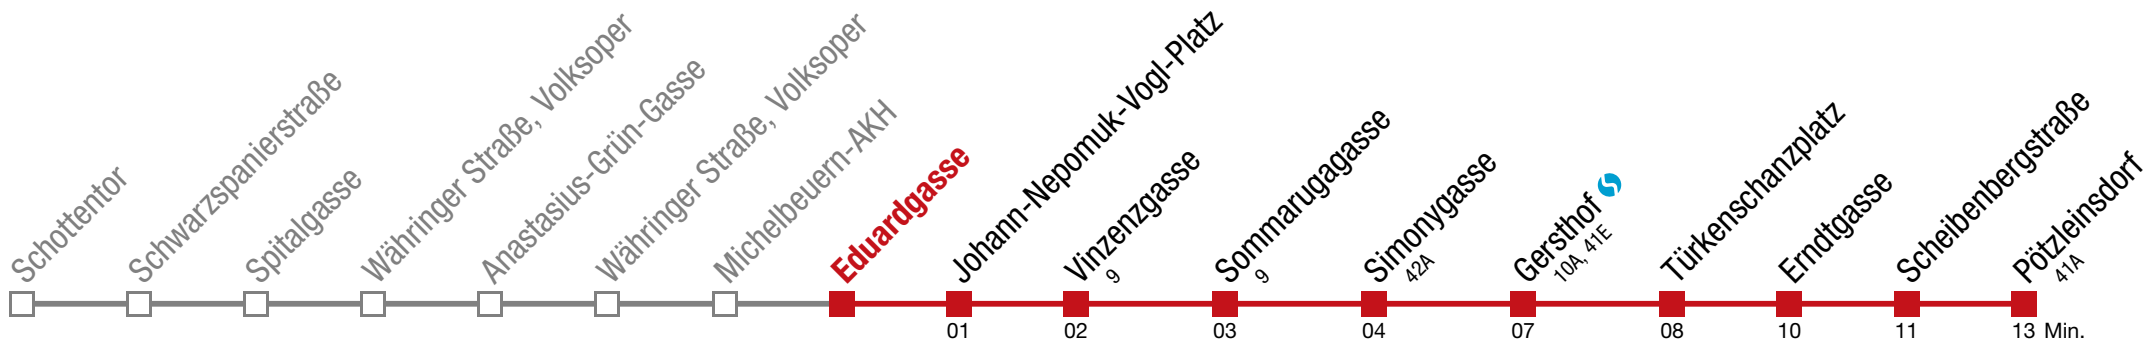 Schottentor
Schwarzspanierstraße
Spitalgasse
Währinger Straße, Volksoper
Anastasius-Grün-Gasse
Währinger Straße, Volksoper
Michelbeuern-AKH
Eduardgasse
Johann-Nepomuk-Vogl-Platz
Vinzenzgasse
9
Sommarugagasse
9
Simonygasse
42A
Gersthof
10A, 41E
Türkenschanzplatz
Erndtgasse
Scheibenbergstraße
Pötzleinsdorf
41A
01 02 03 04 07 08 10 11 13 Min.